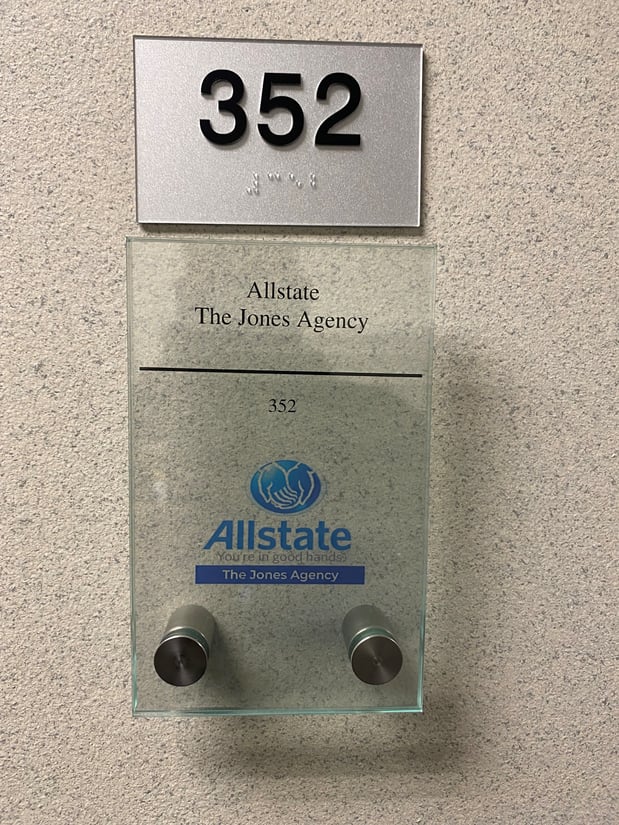 352
Allstate
The Jones Agency
352
Allstate
You're in good hands®
The Jones Agency